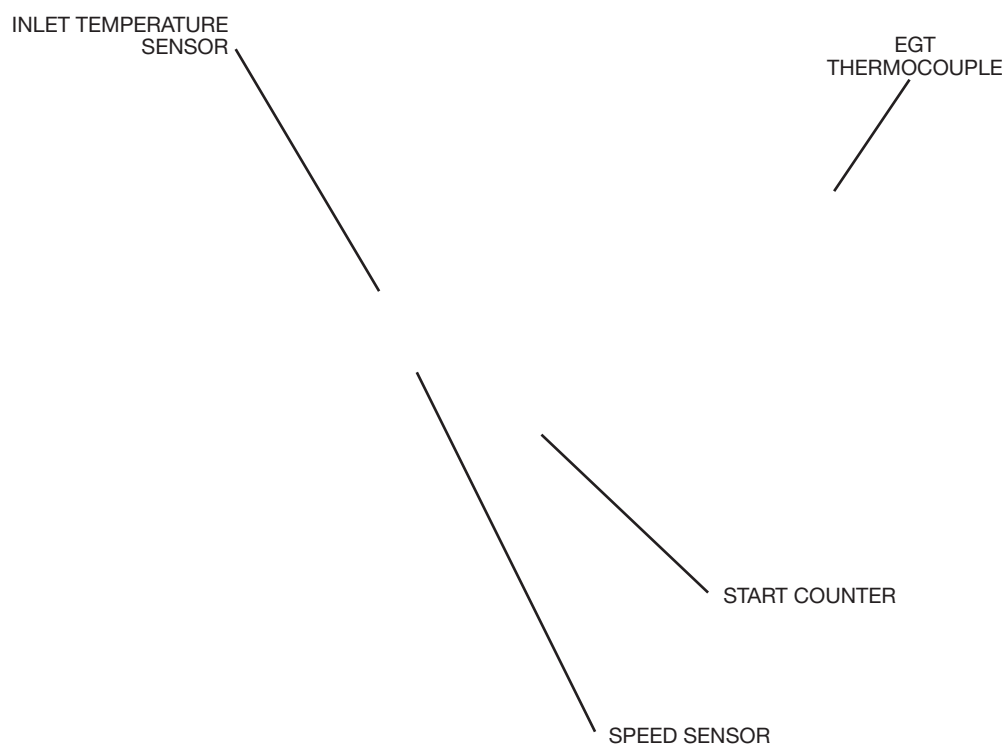 INLET TEMPERATURE
SENSOR
EGT
THERMOCOUPLE
START COUNTER
SPEED SENSOR